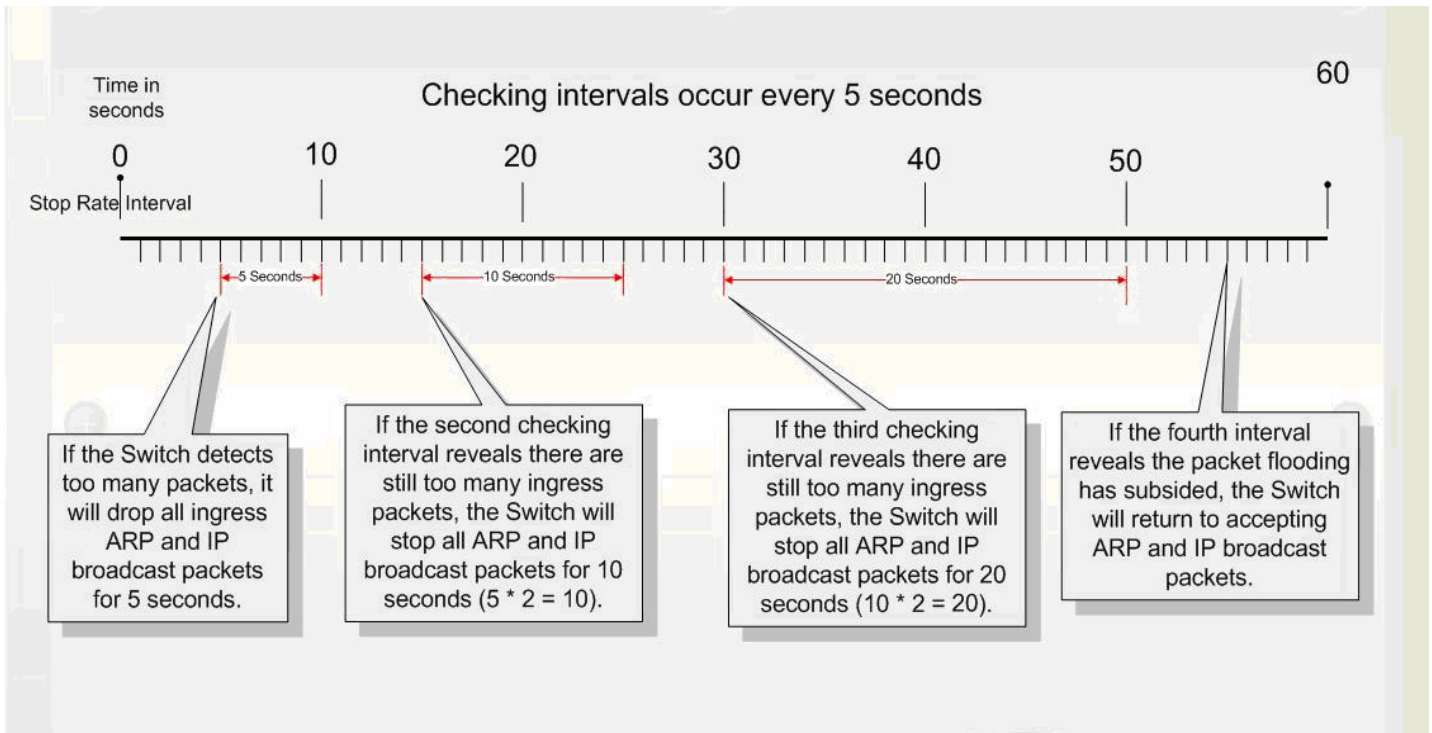 Time in
seconds
Checking intervals occur every 5 seconds
60
0
10
20
30
40
50
Stop Rate Interval
5 Seconds
10 Seconds
20 Seconds
If the Switch detects
too many packets, it
will drop all ingress
ARP and IP
broadcast packets
for 5 seconds.
If the second checking
interval reveals there are
still too many ingress
packets, the Switch will
stop all ARP and IP
broadcast packets for 10
seconds (5 * 2 = 10).
If the third checking
interval reveals there are
still too many ingress
packets, the Switch will
stop all ARP and IP
broadcast packets for 20
seconds (10 * 2 = 20).
If the fourth interval
reveals the packet flooding
has subsided, the Switch
will return to accepting
ARP and IP broadcast
packets.